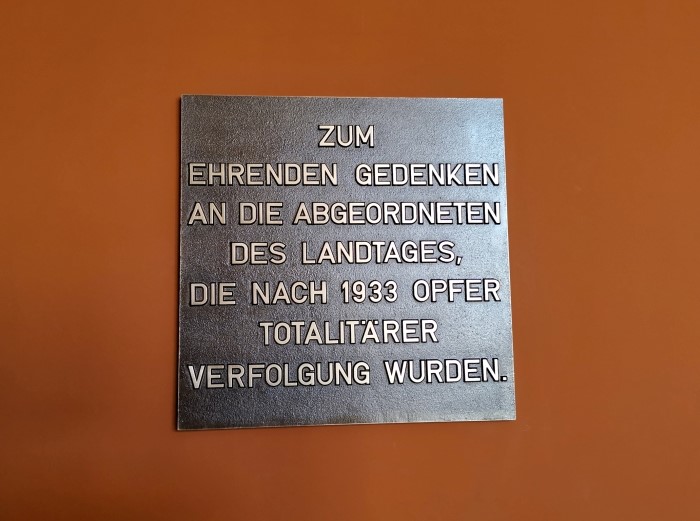 ZUM
EHRENDEN GEDENKEN
AN DIE ABGEORDNETEN
DES LANDTAGES,
DIE NACH 1933 OPFER
TOTALITÄRER
VERFOLGUNG WURDEN.